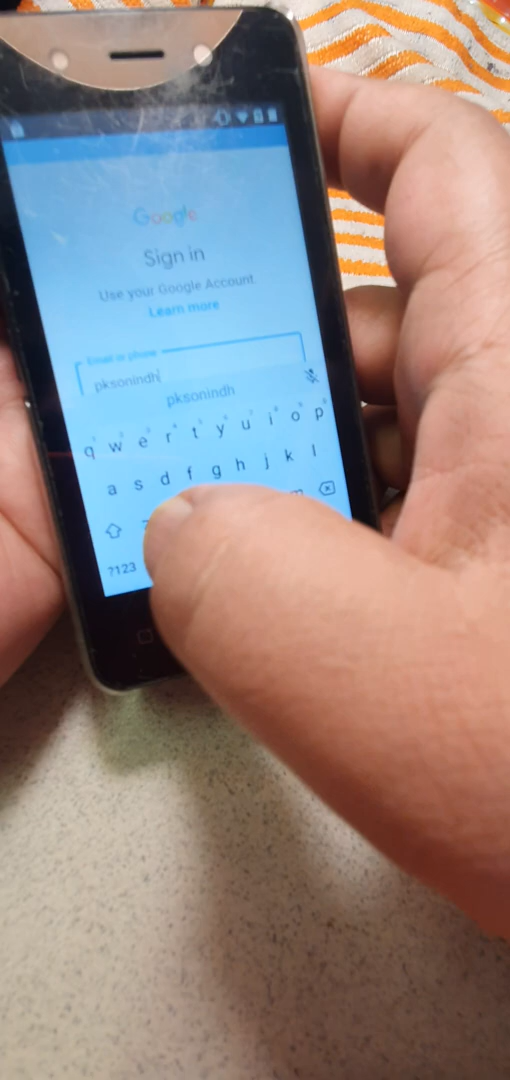 Google
Sign in
Use your Google Account.
Learn more
Email or phone
pksonindh
pksonindh
q w e r t y u i o p
a s d f g h j k l
m
?123